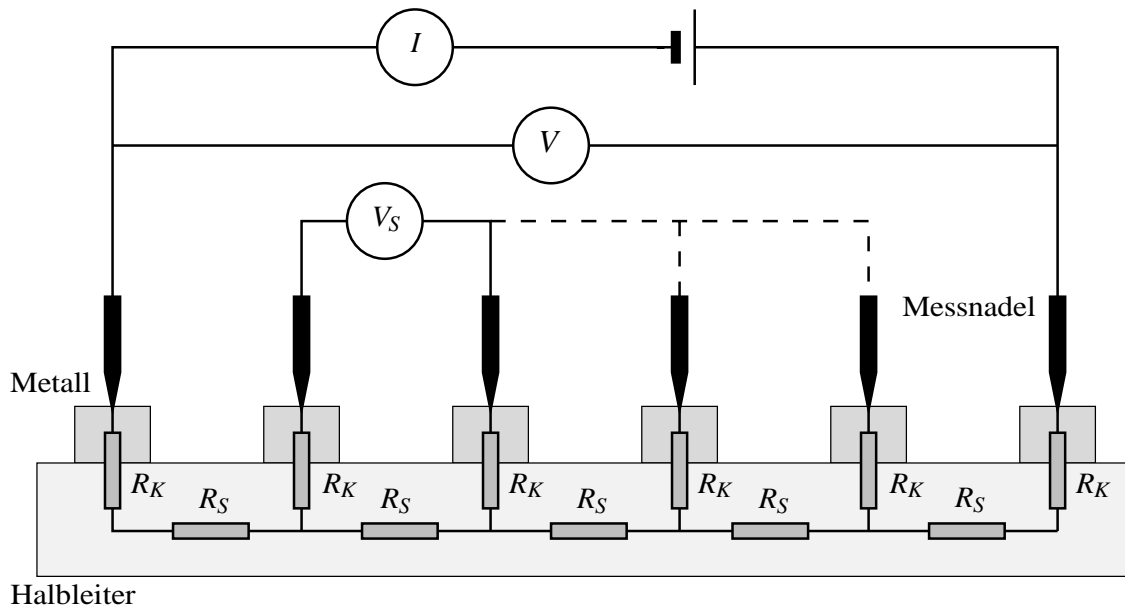 I
V
V_S
Messnadel
Metall
R_K R_K R_K R_K R_K R_K
R_S R_S R_S R_S R_S
Halbleiter